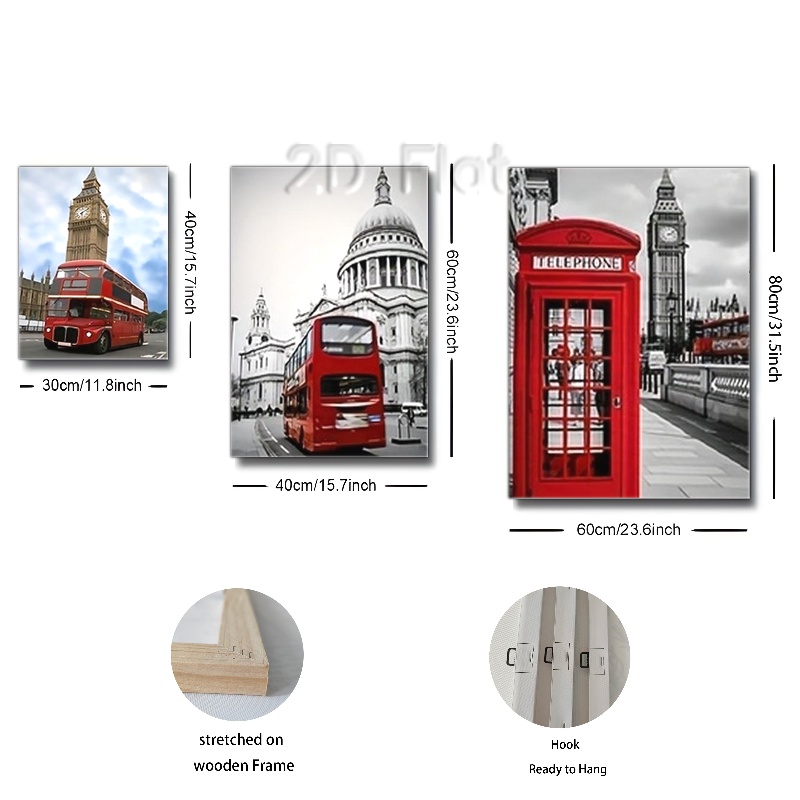 2D Flat
40cm/15.7inch
30cm/11.8inch
60cm/23.6inch
40cm/15.7inch
TELEPHONE
80cm/31.5inch
60cm/23.6inch
stretched on
wooden Frame
Hook
Ready to Hang